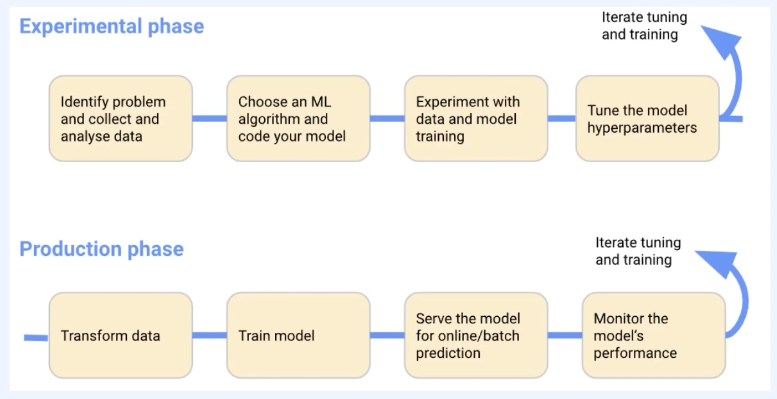 Experimental phase
Iterate tuning
and training
Identify problem
and collect and
analyse data
Choose an ML
algorithm and
code your model
Experiment with
data and model
training
Tune the model
hyperparameters
Production phase
Iterate tuning
and training
Transform data
Train model
Serve the model
for online/batch
prediction
Monitor the
model's
performance